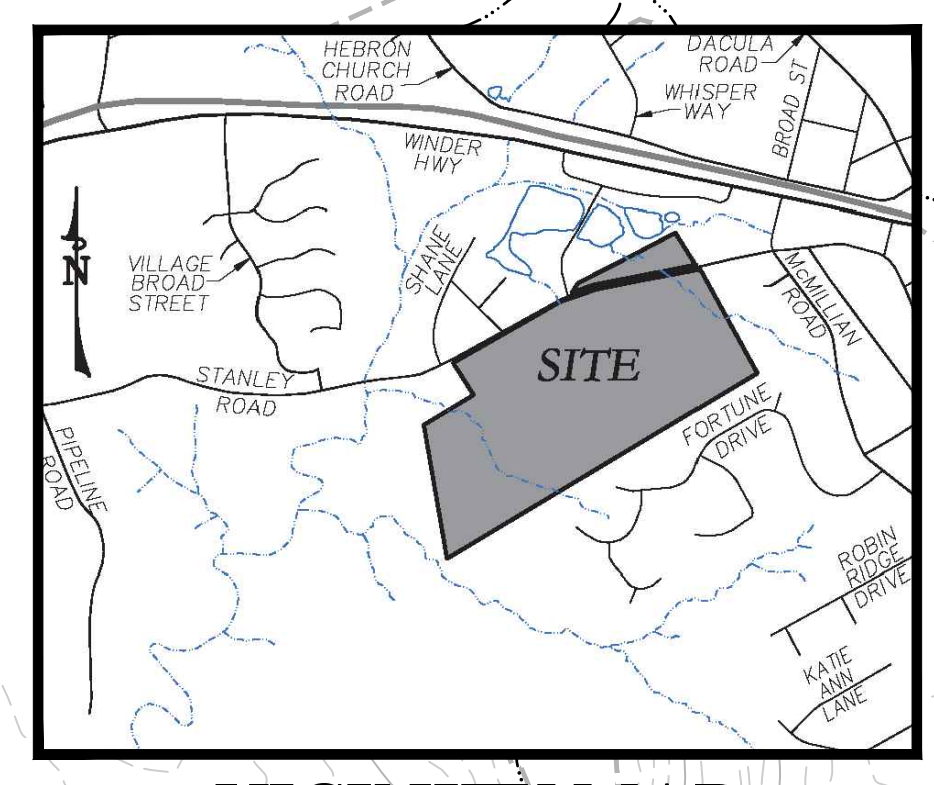 HEBRON
CHURCH
ROAD
DACULA
ROAD
WHISPER
WAY
BROAD ST
WINDER
HWY
N
SHANE
LANE
VILLAGE
BROAD
STREET
McMILLIAN
ROAD
SITE
STANLEY
ROAD
FORTUNE
DRIVE
PIPELINE
ROAD
ROBIN
RIDGE
DRIVE
KATIE
ANN
LANE